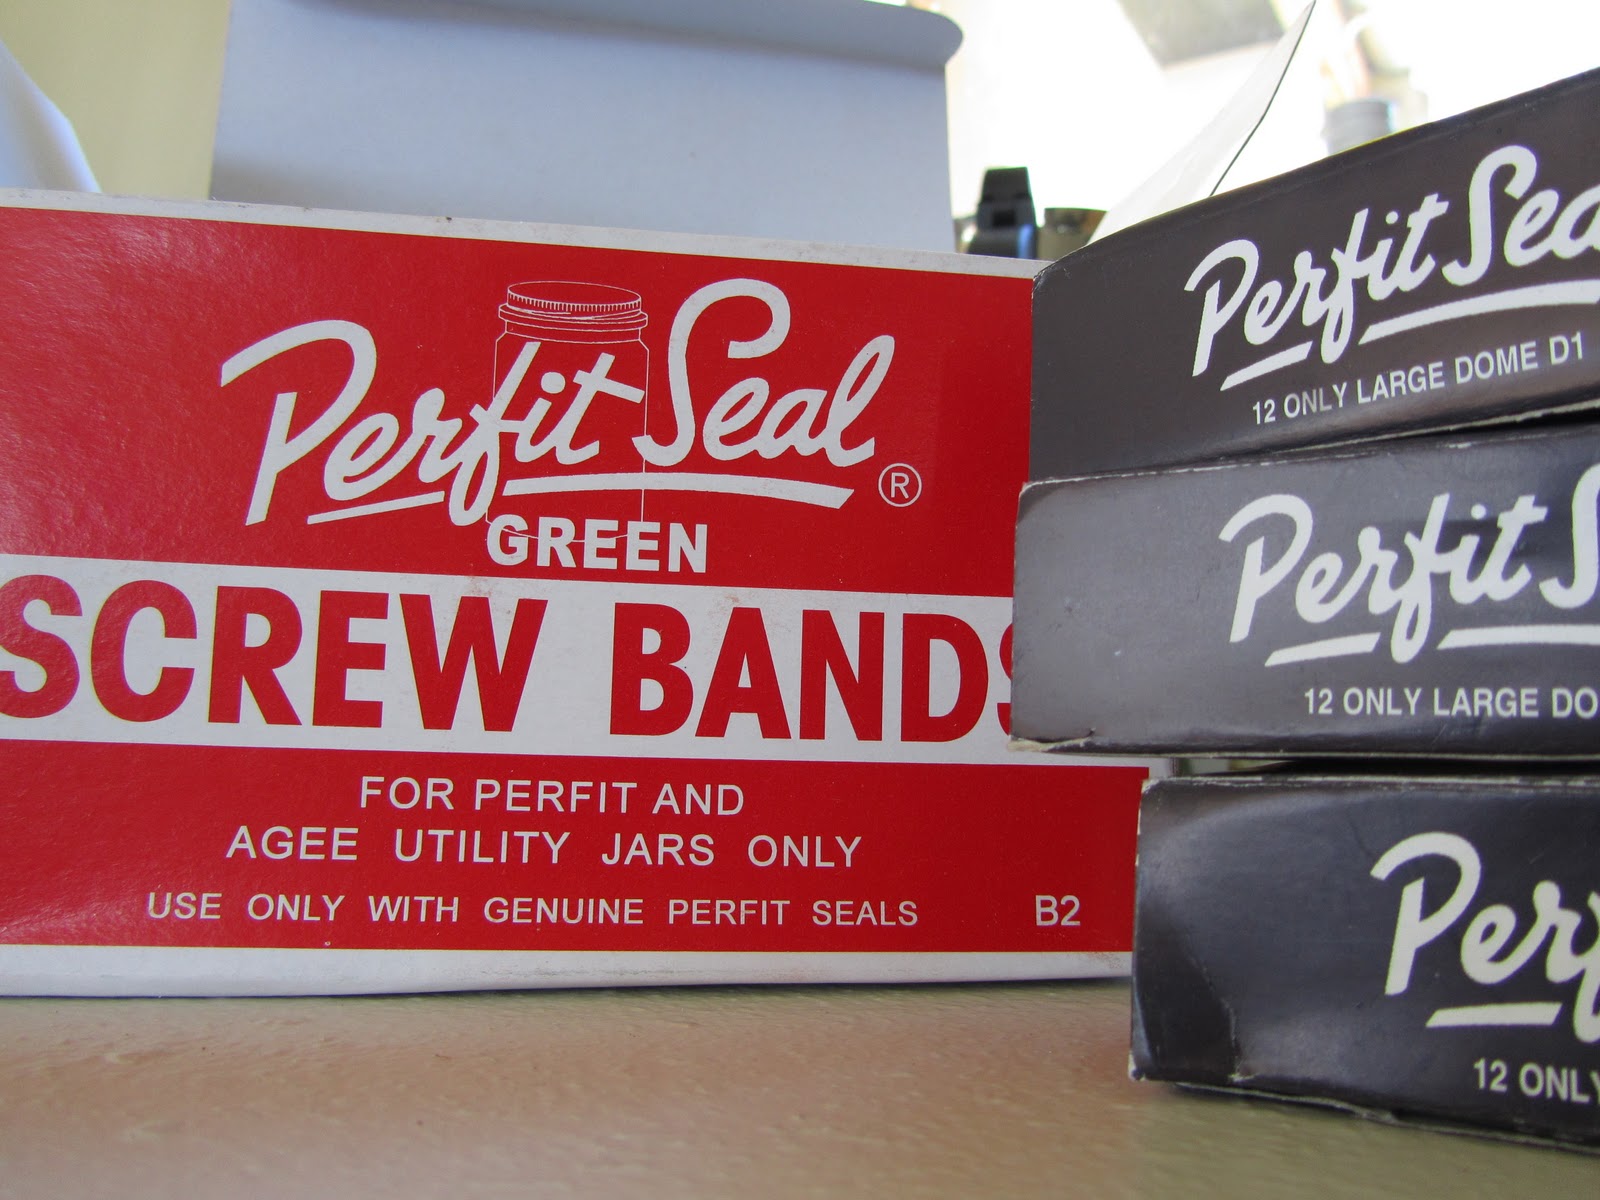 Perfit Seal
®
GREEN
SCREW BANDS
FOR PERFIT AND
AGEE UTILITY JARS ONLY
USE ONLY WITH GENUINE PERFIT SEALS
B2
Perfit Sea
12 ONLY LARGE DOME D1
Perfit S
12 ONLY LARGE DO
Perf
12 ONLY